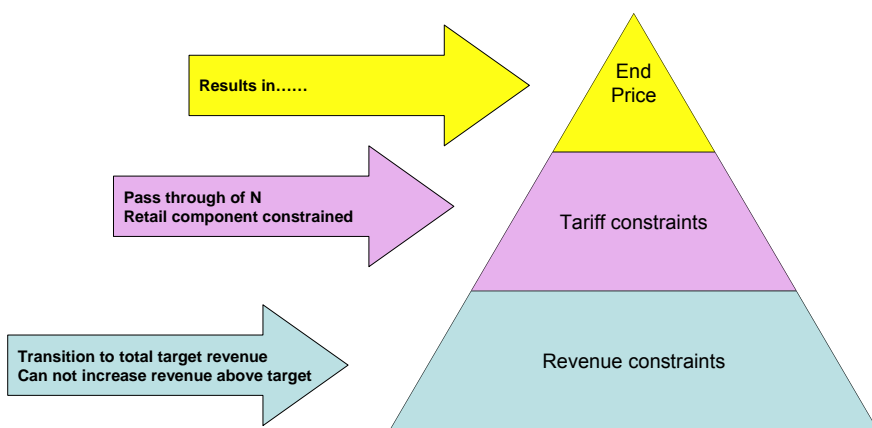 End
Price
Results in……
Pass through of N
Retail component constrained
Tariff constraints
Transition to total target revenue
Can not increase revenue above target
Revenue constraints